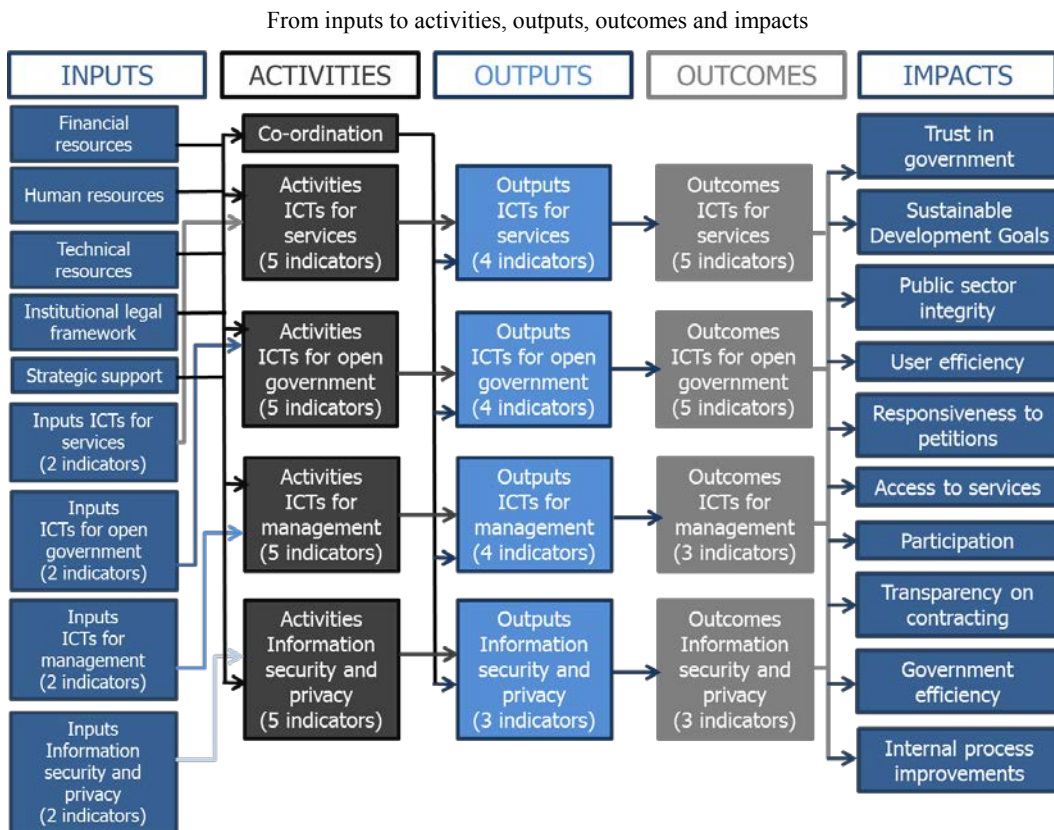 From inputs to activities, outputs, outcomes and impacts
INPUTS
ACTIVITIES
OUTPUTS
OUTCOMES
IMPACTS
Financial
resources
Human resources
Technical
resources
Institutional legal
framework
Strategic support
Inputs ICTs for
services
(2 indicators)
Inputs
ICTs for open
government
(2 indicators)
Inputs
ICTs for
management
(2 indicators)
Inputs
Information
security and
privacy
(2 indicators)
Co-ordination
Activities
ICTs for
services
(5 indicators)
Activities
ICTs for open
government
(5 indicators)
Activities
ICTs for
management
(5 indicators)
Activities
Information
security and
privacy
(5 indicators)
Outputs
ICTs for
services
(4 indicators)
Outputs
ICTs for open
government
(4 indicators)
Outputs
ICTs for
management
(4 indicators)
Outputs
Information
security and
privacy
(3 indicators)
Outcomes
ICTs for
services
(5 indicators)
Outcomes
ICTs for open
government
(5 indicators)
Outcomes
ICTs for
management
(3 indicators)
Outcomes
Information
security and
privacy
(3 indicators)
Trust in
government
Sustainable
Development Goals
Public sector
integrity
User efficiency
Responsiveness to
petitions
Access to services
Participation
Transparency on
contracting
Government
efficiency
Internal process
improvements